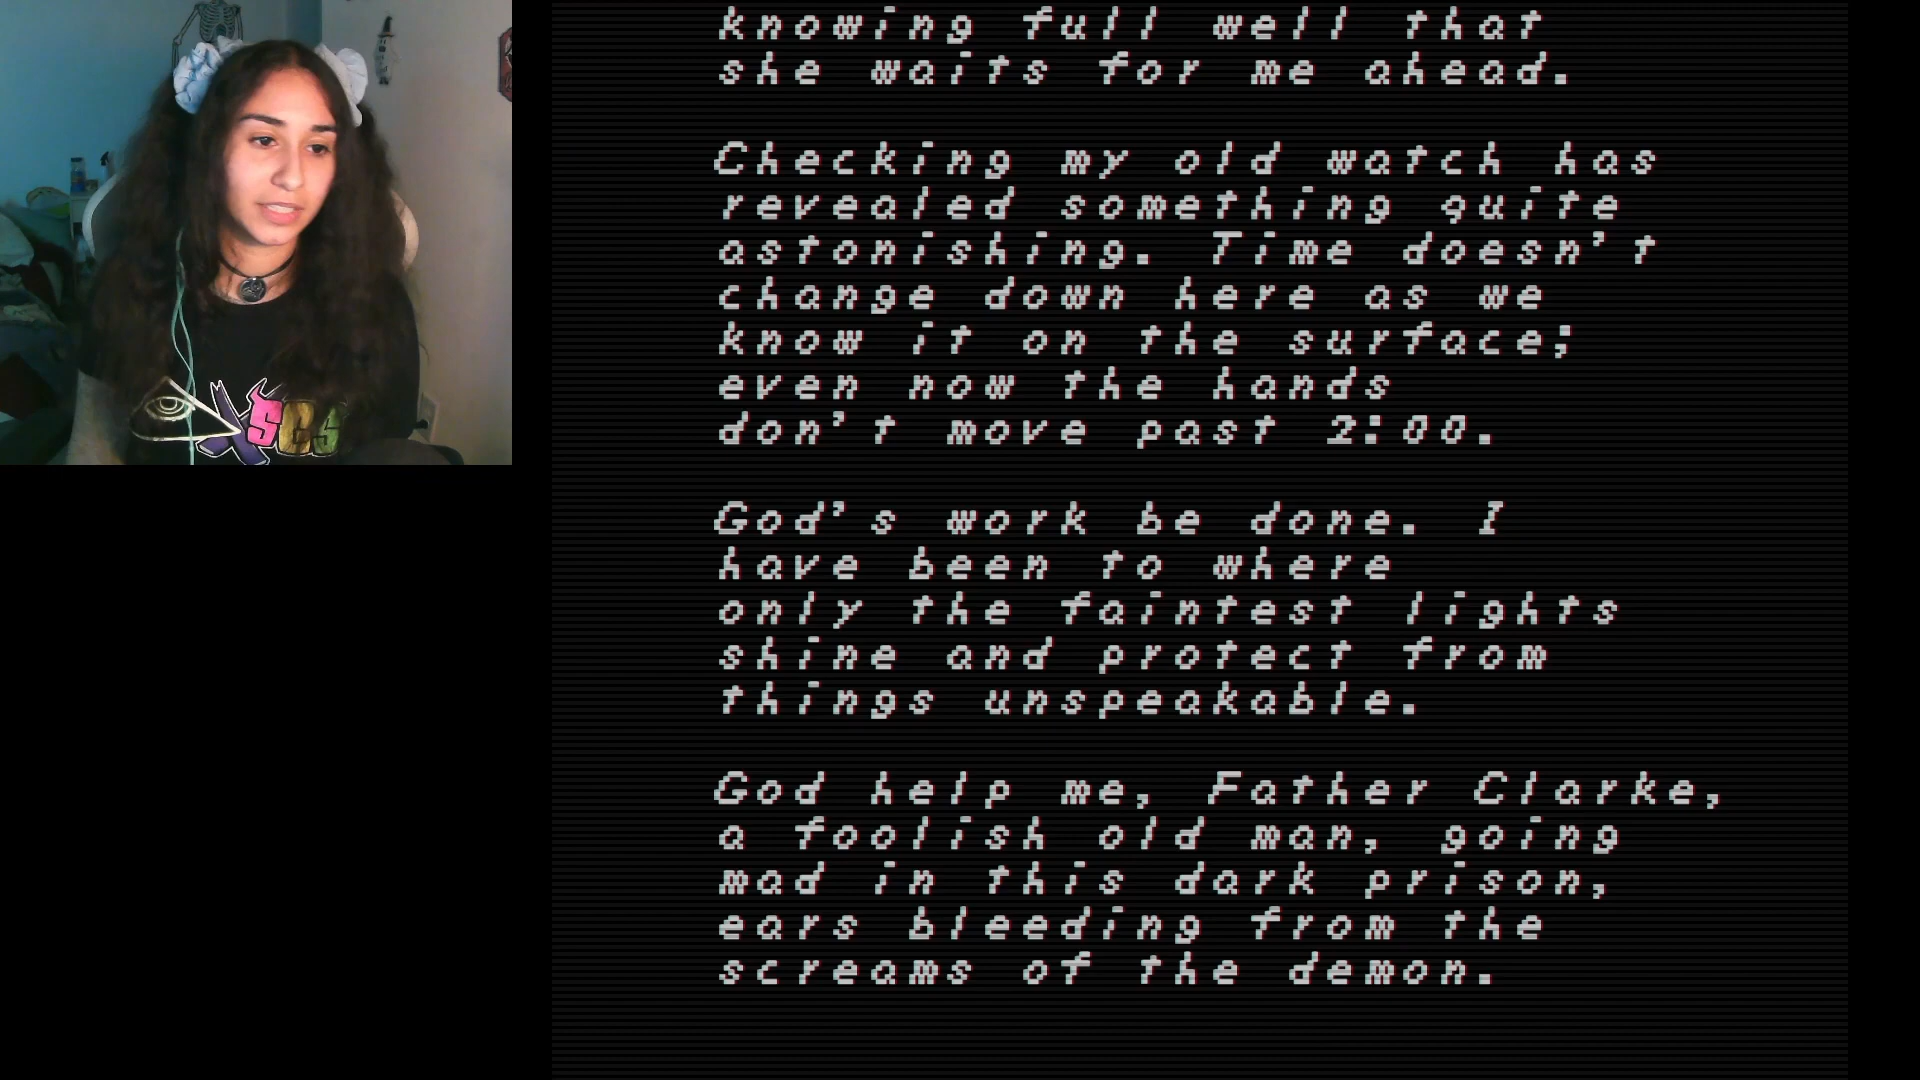 knowing full well that
she waits for me ahead.
Checking my old watch has
revealed something quite
astonishing. Time doesn't
change down here as we
know it on the surface;
even now the hands
don't move past 2:00.
God's work be done. I
have been to where
only the faintest lights
shine and protect from
things unspeakable.
God help me, Father Clarke,
a foolish old man, going
mad in this dark prison,
ears bleeding from the
screams of the demon.